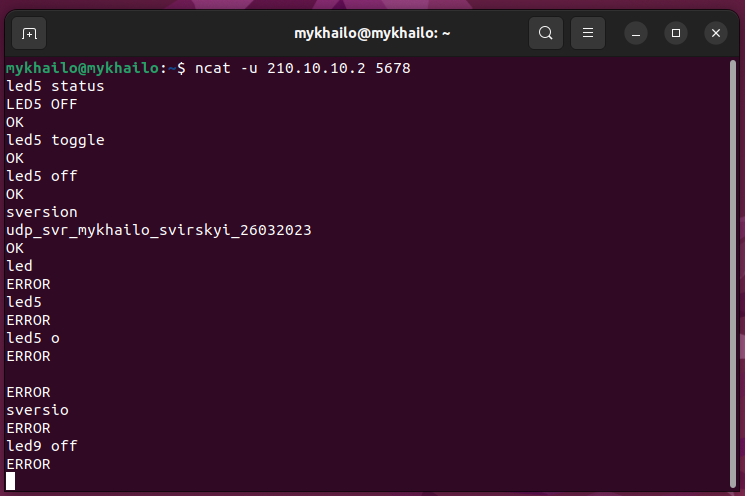 mykhailo@mykhailo: ~
mykhailo@mykhailo:~$ ncat -u 210.10.10.2 5678
led5 status
LED5 OFF
OK
led5 toggle
OK
led5 off
OK
sversion
udp_svr_mykhailo_svirskyi_26032023
OK
led
ERROR
led5
ERROR
led5 o
ERROR

ERROR
sversio
ERROR
led9 off
ERROR